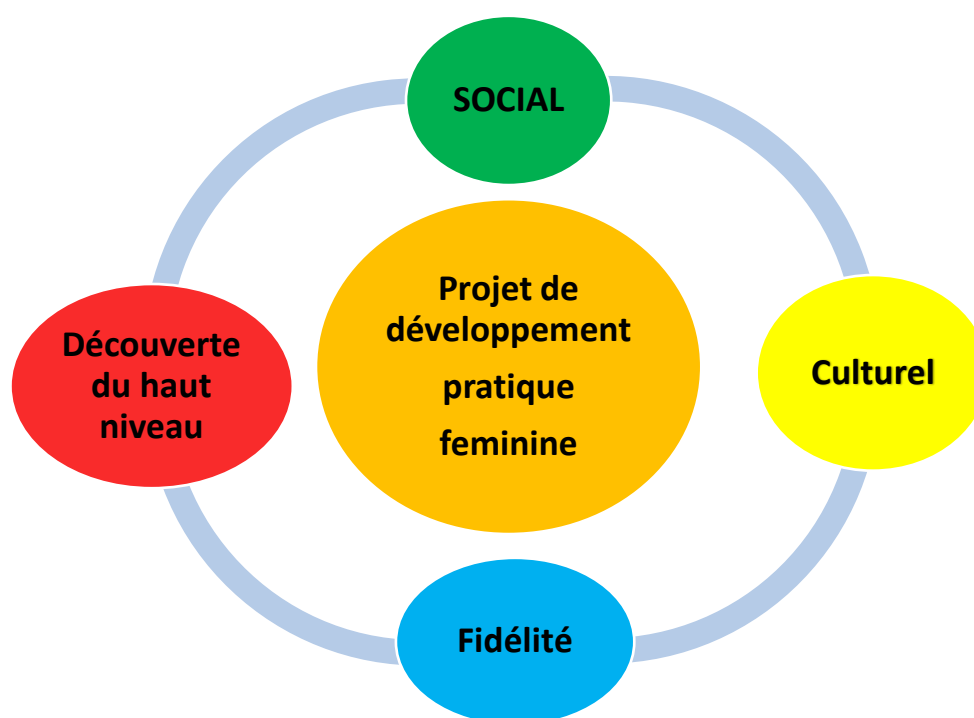 SOCIAL
Projet de
développement
pratique
feminine
Découverte
du haut
niveau
Culturel
Fidélité